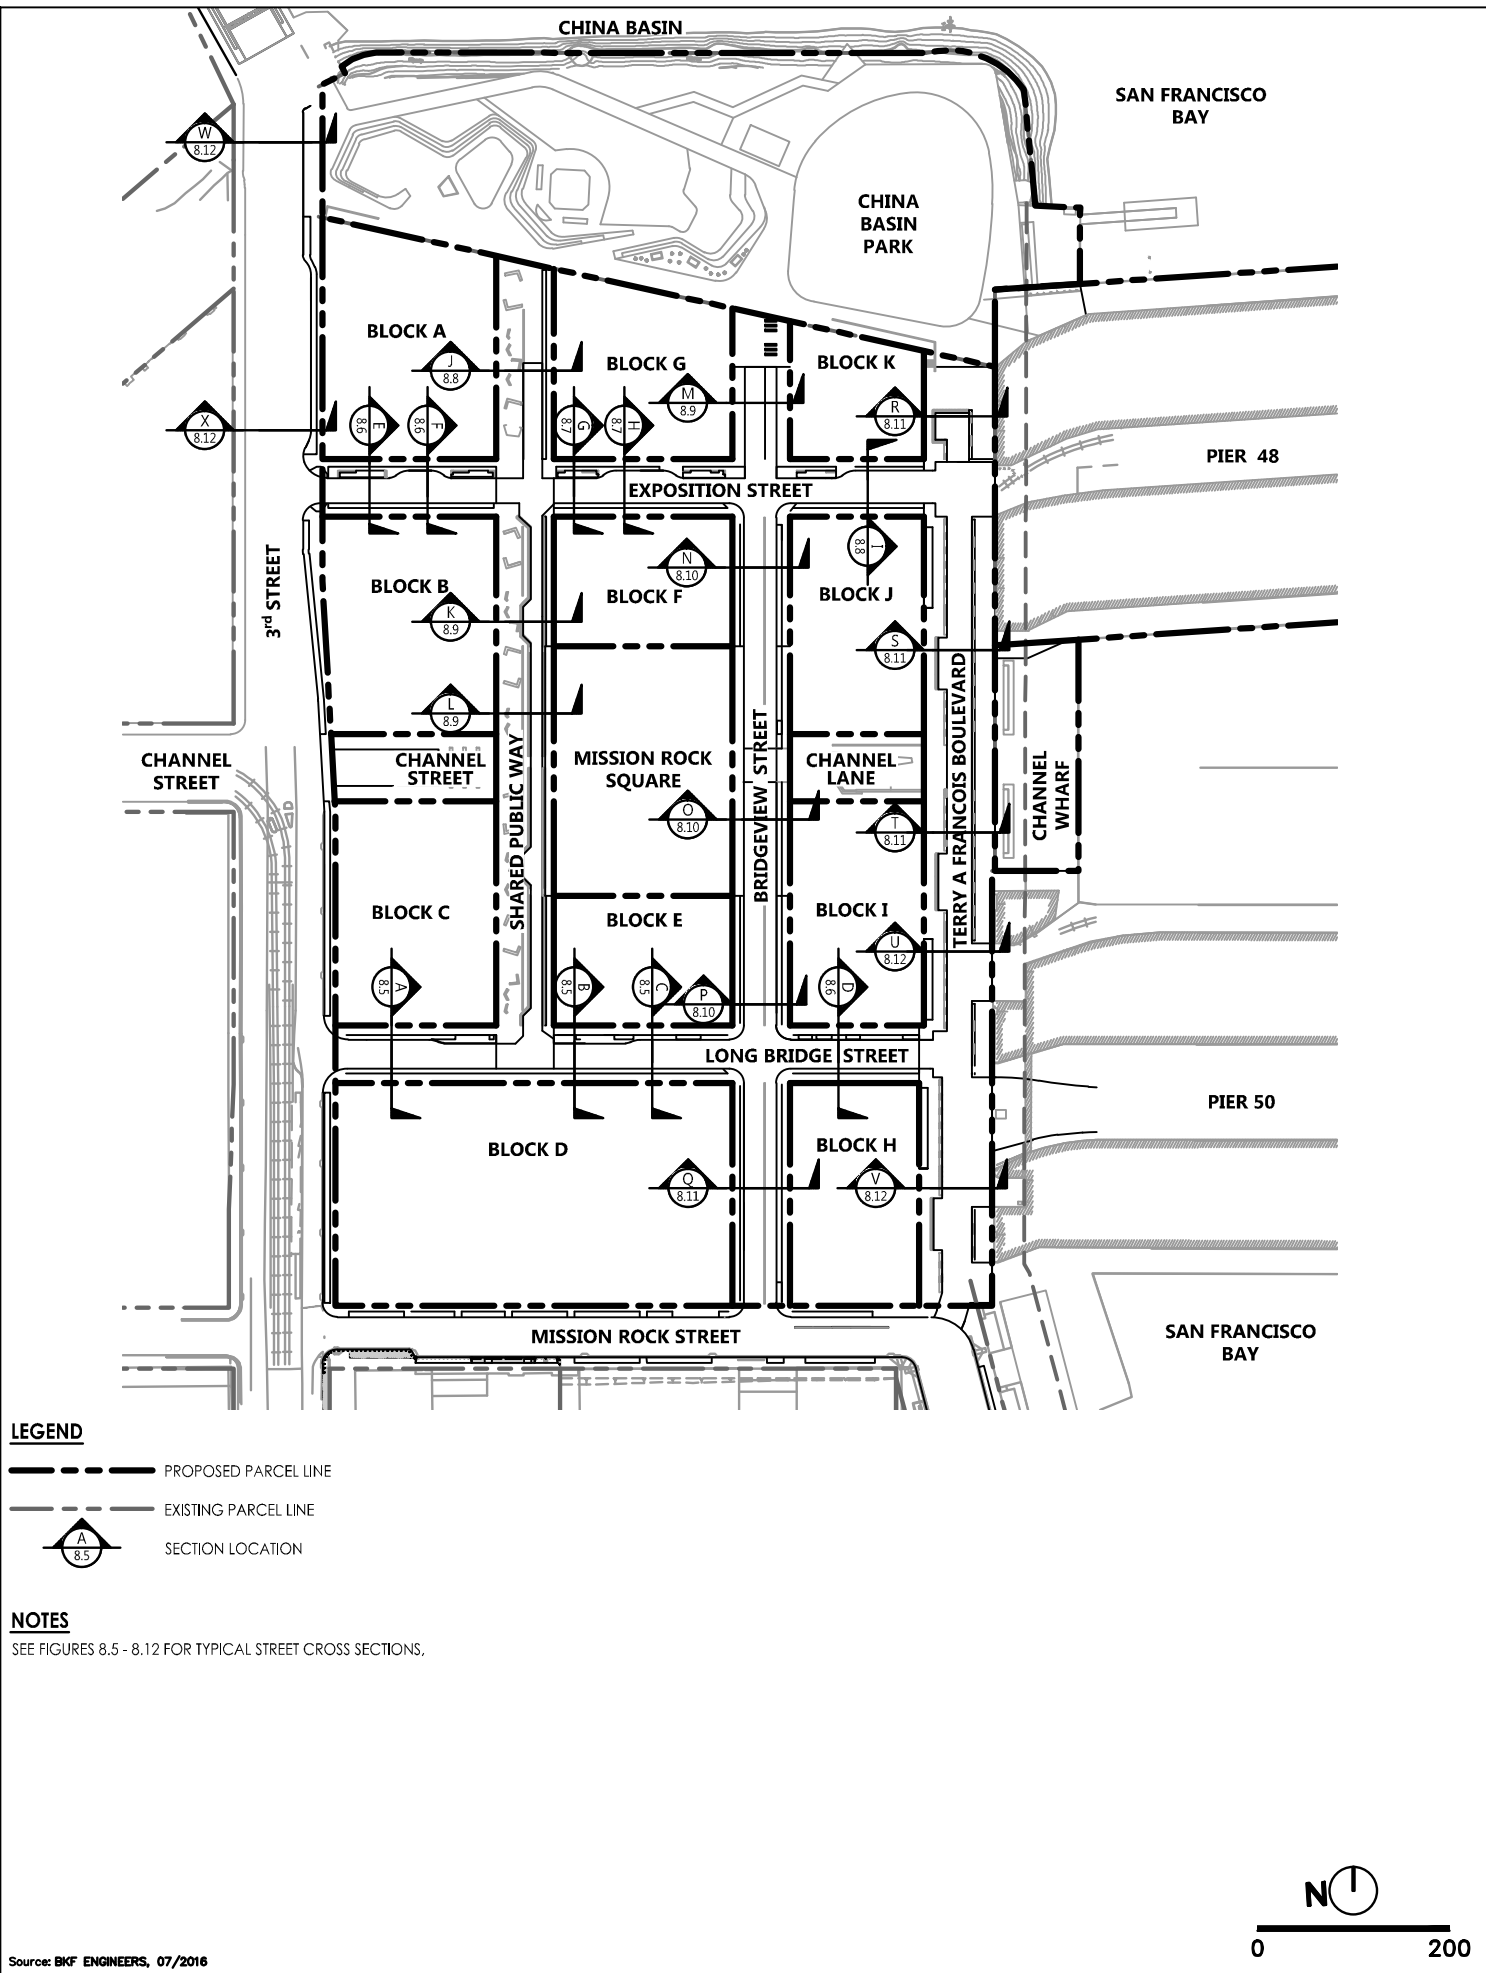 CHINA BASIN
SAN FRANCISCO
BAY
W
8.12
CHINA
BASIN
PARK
BLOCK A
J
8.8
BLOCK G
M
8.9
BLOCK K
R
8.11
X
8.12
E
8.6
F
8.6
G
8.7
H
8.7
PIER 48
EXPOSITION STREET
3rd STREET
BLOCK B
K
8.9
N
8.10
BLOCK F
I
8.8
BLOCK J
S
8.11
L
8.9
CHANNEL
STREET
CHANNEL
STREET
SHARED PUBLIC WAY
MISSION ROCK
SQUARE
BRIDGEVIEW STREET
CHANNEL
LANE
TERRY A FRANCOIS BOULEVARD
CHANNEL
WHARF
O
8.10
T
8.11
BLOCK C
BLOCK E
BLOCK I
U
8.12
A
8.5
B
8.5
C
8.5
P
8.10
D
8.6
LONG BRIDGE STREET
PIER 50
BLOCK D
Q
8.11
BLOCK H
V
8.12
MISSION ROCK STREET
SAN FRANCISCO
BAY
LEGEND
PROPOSED PARCEL LINE
EXISTING PARCEL LINE
A
8.5
SECTION LOCATION
NOTES
SEE FIGURES 8.5 - 8.12 FOR TYPICAL STREET CROSS SECTIONS,
N
0 200
Source: BKF ENGINEERS, 07/2016